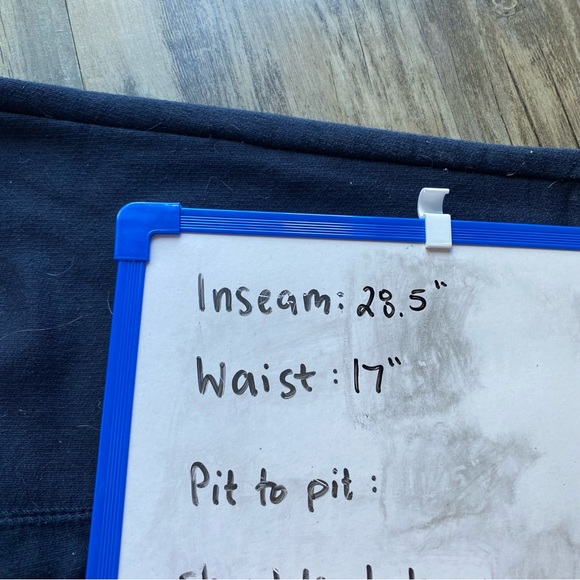 Inseam: 28.5"
Waist: 17"
Pit to pit: